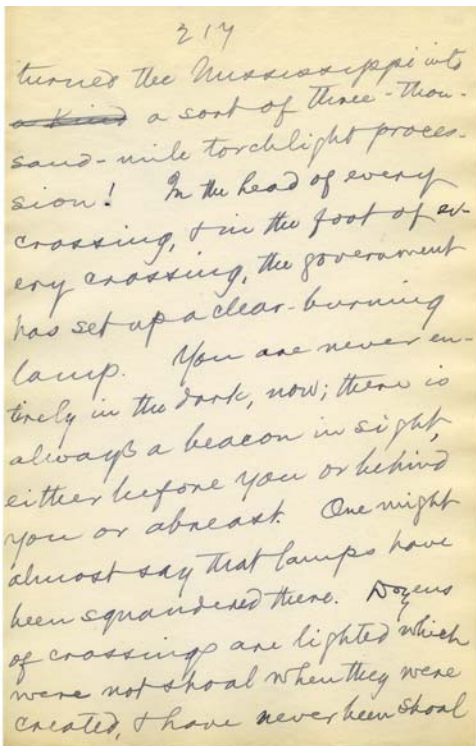 217
turned the Mississippi into
a kind a sort of three-thou-
sand-mile torchlight proces-
sion! In the head of every
crossing, & in the foot of ev-
ery crossing, the government
has set up a clear-burning
lamp. You are never en-
tirely in the dark, now; there is
always a beacon in sight,
either before you or behind
you or abreast. One might
almost say that lamps have
been squandered there. Dozens
of crossings are lighted which
were not shoal when they were
created, & have never been shoal